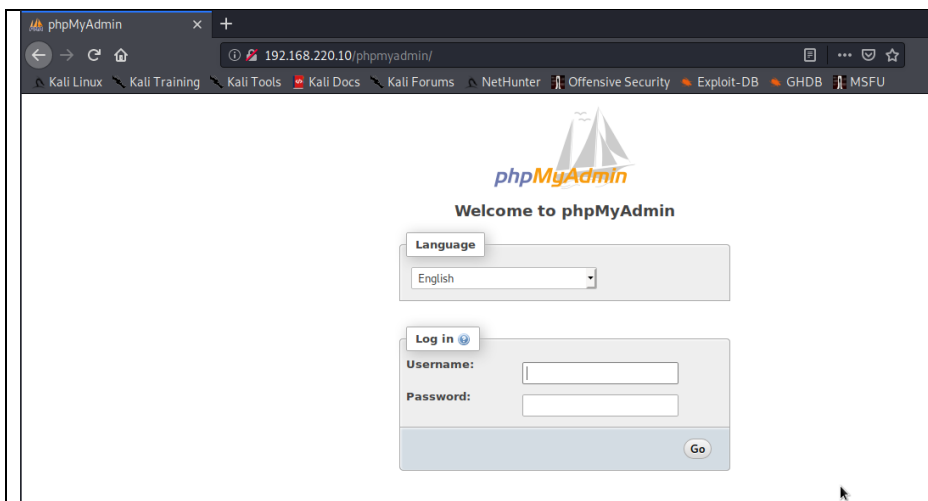 phpMyAdmin
192.168.220.10/phpmyadmin/
Kali Linux Kali Training Kali Tools Kali Docs Kali Forums NetHunter Offensive Security Exploit-DB GHDB MSFU
phpMyAdmin
Welcome to phpMyAdmin
Language
English
Log in
Username:
Password:
Go